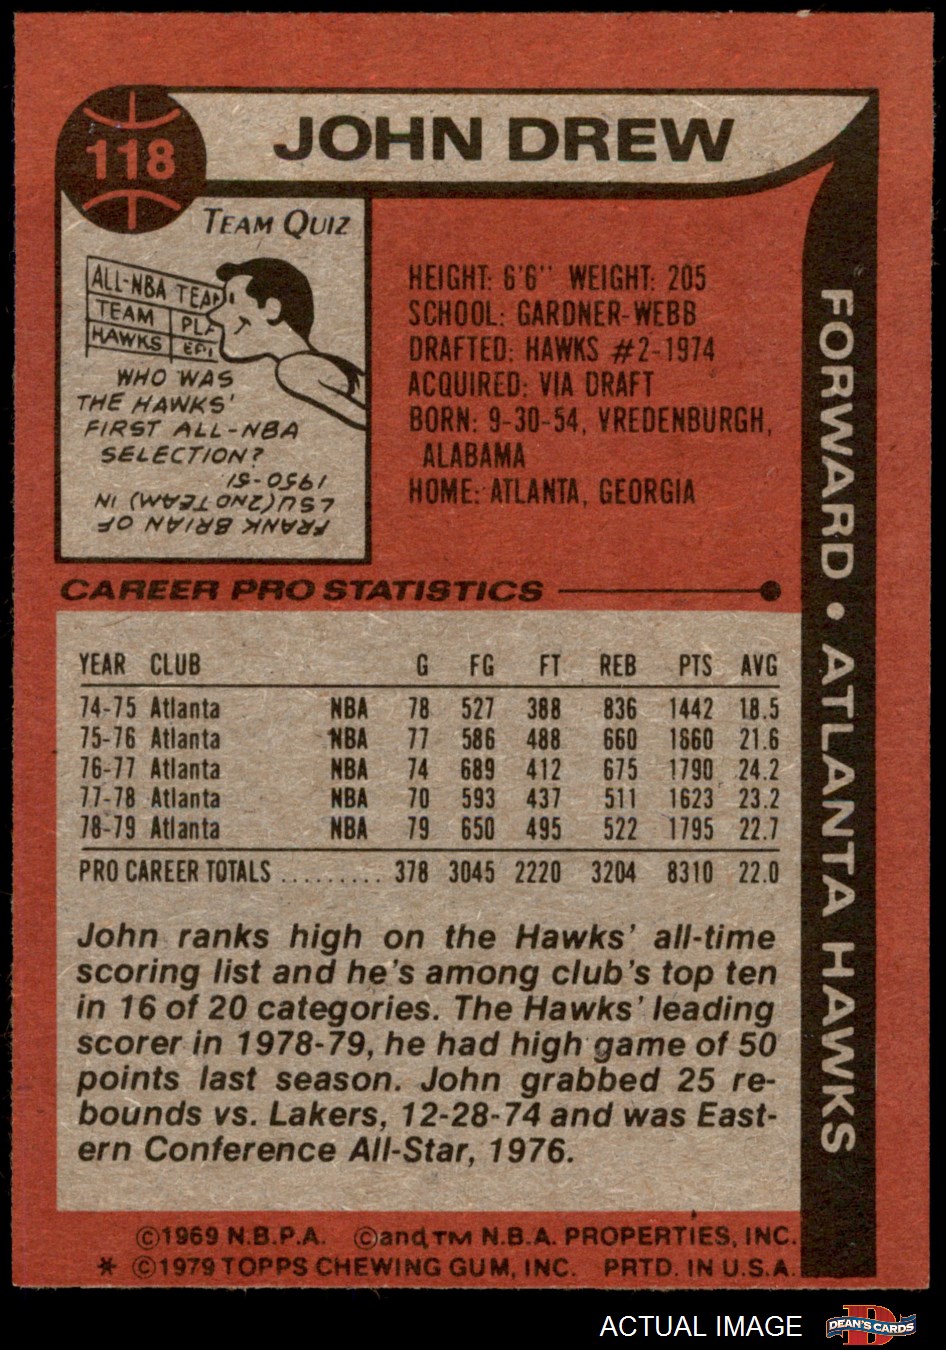 118
JOHN DREW
TEAM QUIZ
ALL-NBA TEA
TEAM PL
HAWKS
WHO WAS
THE HAWKS'
FIRST ALL-NBA
SELECTION?
FRANK BRIAN OF
LSU (2ND TEAM) IN
1950-51
HEIGHT: 6'6" WEIGHT: 205
SCHOOL: GARDNER-WEBB
DRAFTED: HAWKS #2-1974
ACQUIRED: VIA DRAFT
BORN: 9-30-54, VREDENBURGH,
ALABAMA
HOME: ATLANTA, GEORGIA
FORWARD • ATLANTA HAWKS
CAREER PRO STATISTICS
YEAR CLUB G FG FT REB PTS AVG
74-75 Atlanta NBA 78 527 388 836 1442 18.5
75-76 Atlanta NBA 77 586 488 660 1660 21.6
76-77 Atlanta NBA 74 689 412 675 1790 24.2
77-78 Atlanta NBA 70 593 437 511 1623 23.2
78-79 Atlanta NBA 79 650 495 522 1795 22.7
PRO CAREER TOTALS ......... 378 3045 2220 3204 8310 22.0
John ranks high on the Hawks' all-time
scoring list and he's among club's top ten
in 16 of 20 categories. The Hawks' leading
scorer in 1978-79, he had high game of 50
points last season. John grabbed 25 re-
bounds vs. Lakers, 12-28-74 and was East-
ern Conference All-Star, 1976.
©1969 N.B.P.A. ©and TM N.B.A. PROPERTIES, INC.
* ©1979 TOPPS CHEWING GUM, INC. PRTD. IN U.S.A.
ACTUAL IMAGE
DEAN'S CARDS